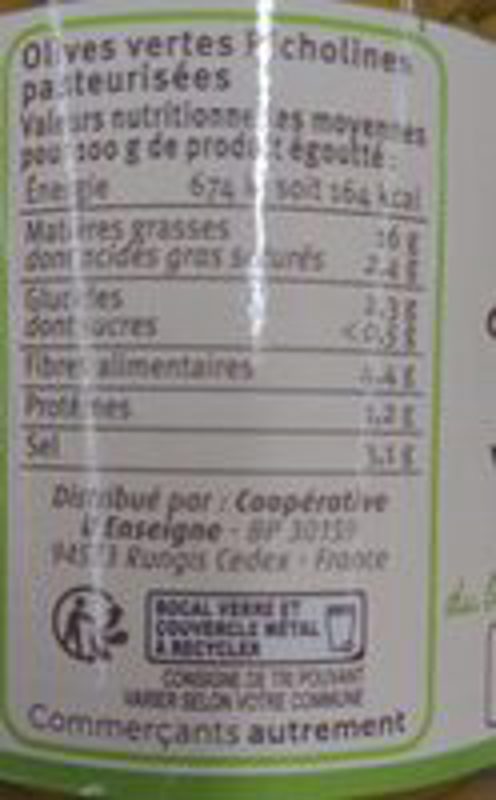 Olives vertes Picholines
pasteurisées
Valeurs nutritionnelles moyennes
pour 100 g de produit égoutté :
Énergie 674 kJ soit 164 kcal
Matières grasses 16 g
dont acides gras saturés 2.4 g
Glucides 2.3 g
dont sucres <0.5 g
Fibres alimentaires 4.4 g
Protéines 1,2 g
Sel 3,1 g
Distribué par : Coopérative
U Enseigne - BP 30159
Rungis Cedex - France
BOCAL VERRE ET
COUVERCLE MÉTAL
À RECYCLER
CONSIGNE DE TRI POUVANT
VARIER SELON VOTRE COMMUNE
Commerçants autrement